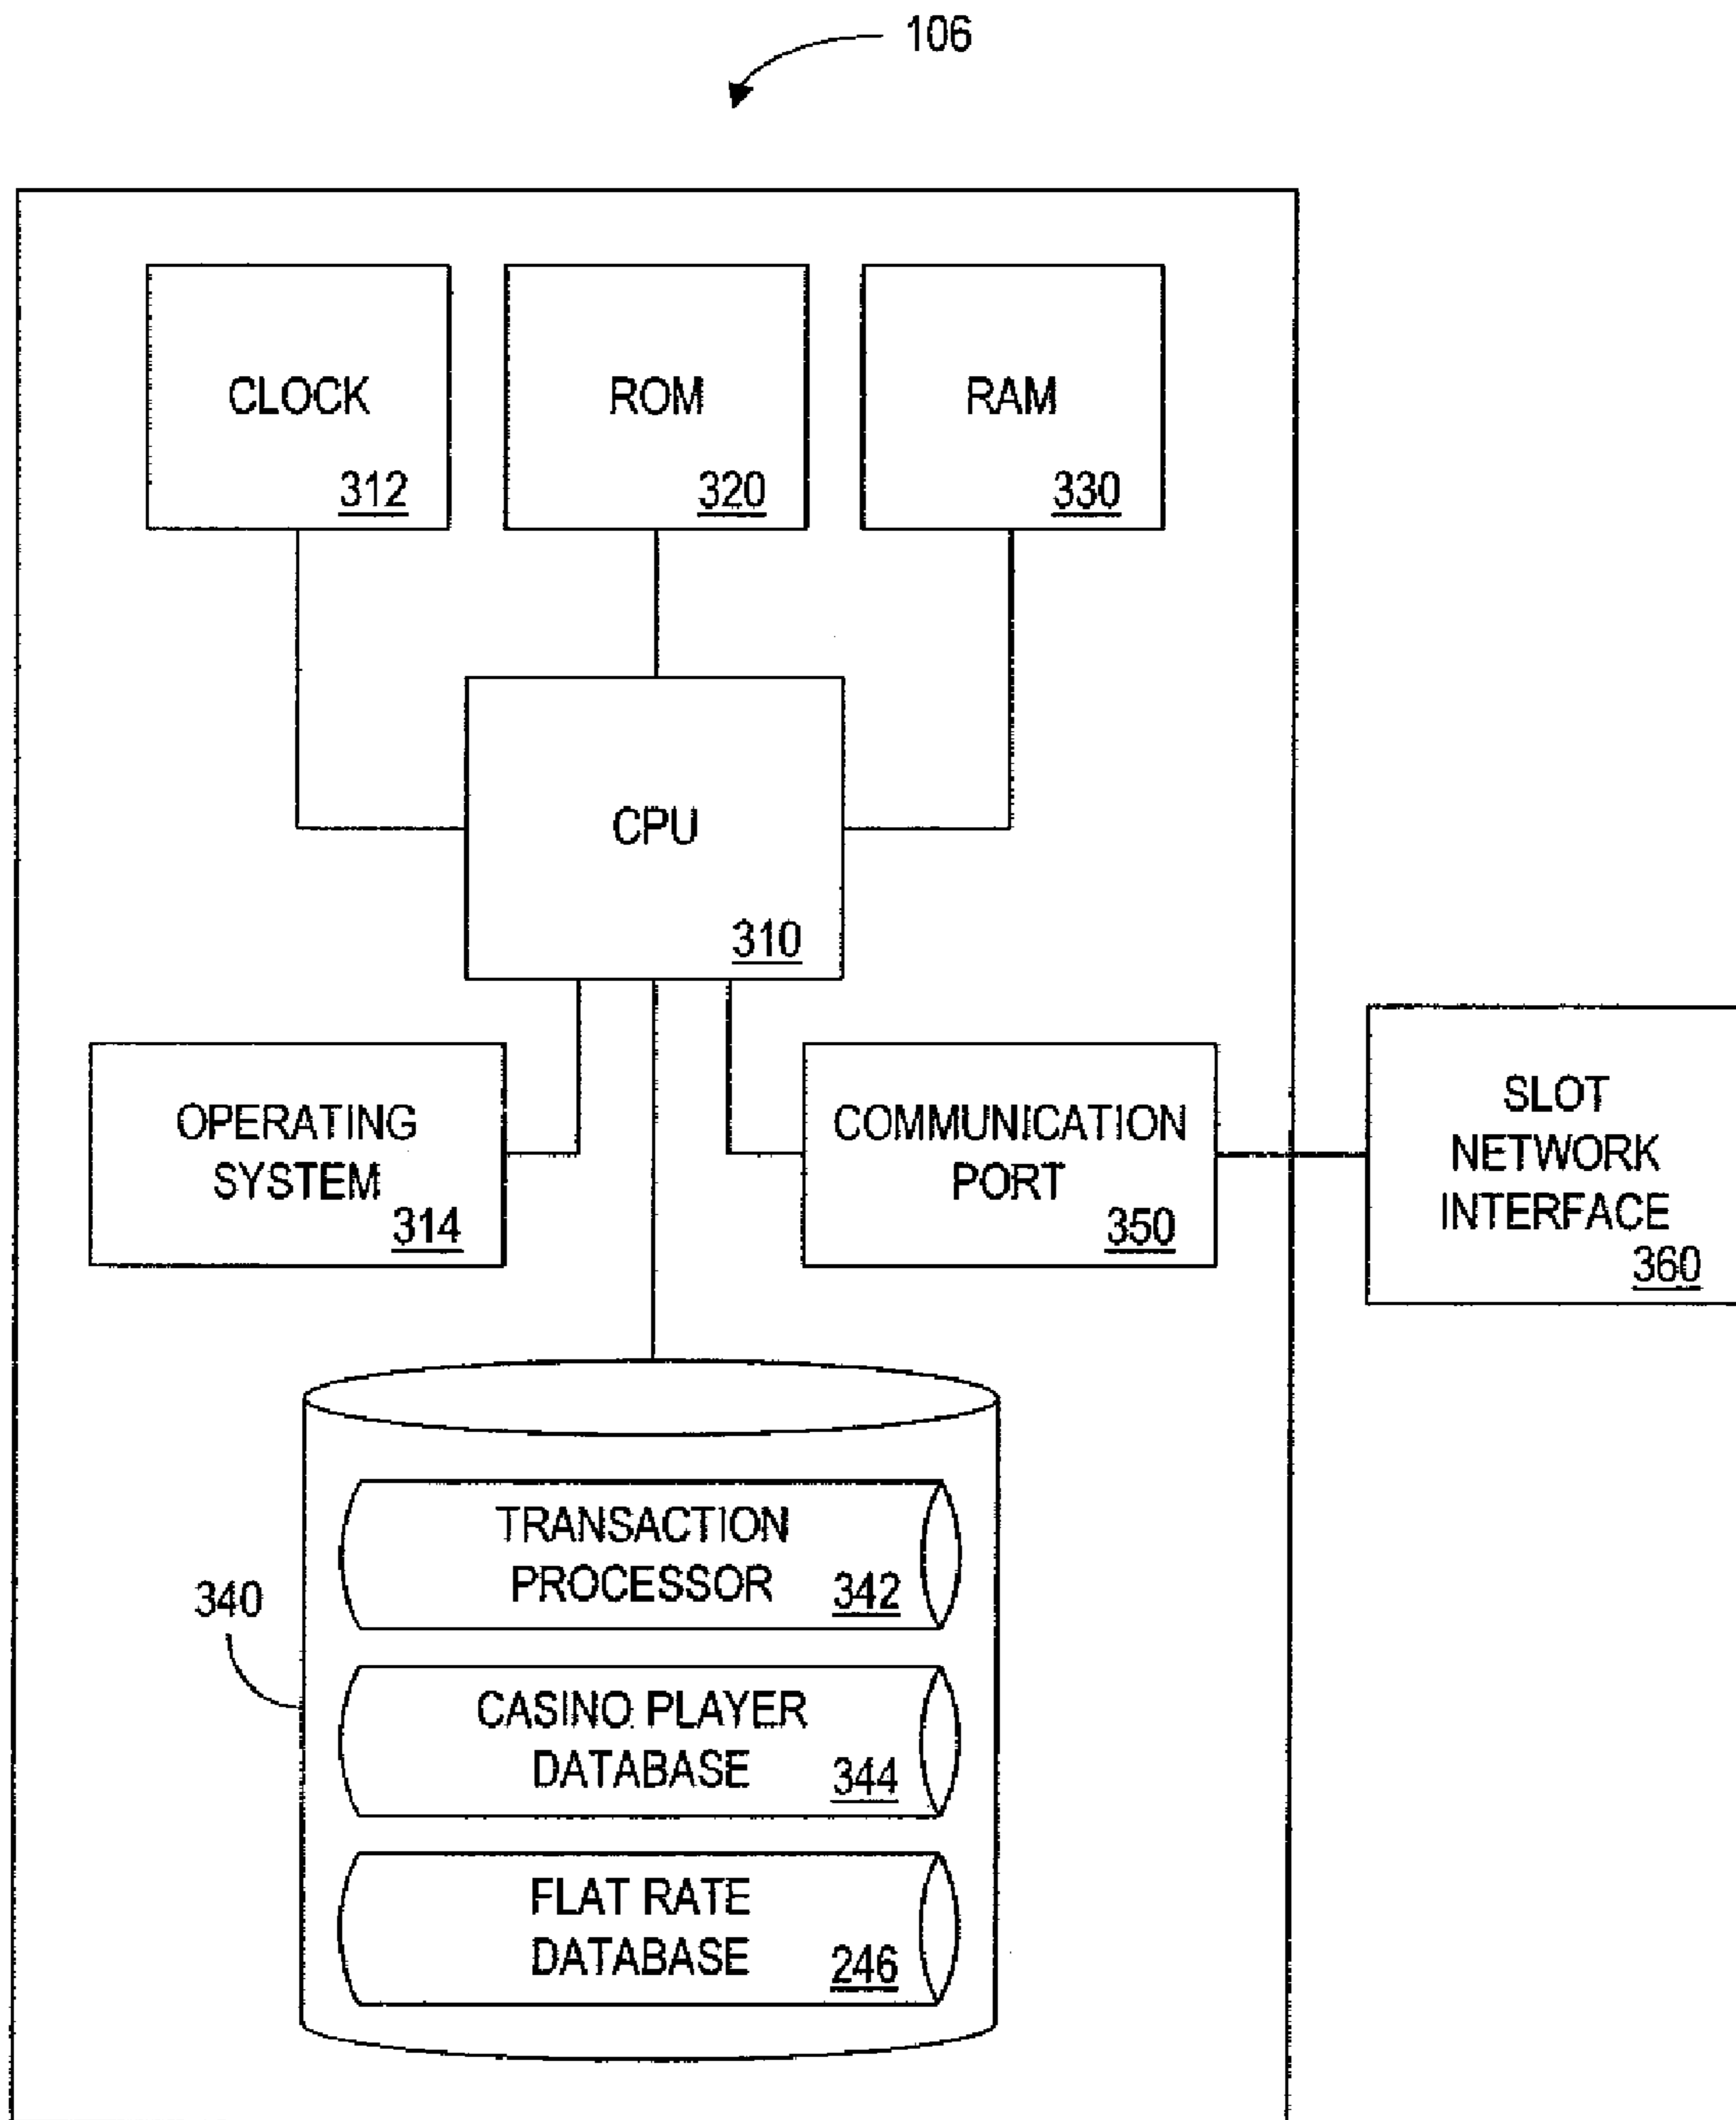 106
CLOCK
312
ROM
320
RAM
330
CPU
310
OPERATING
SYSTEM
314
COMMUNICATION
PORT
350
SLOT
NETWORK
INTERFACE
360
340
TRANSACTION
PROCESSOR
342
CASINO PLAYER
DATABASE
344
FLAT RATE
DATABASE
246